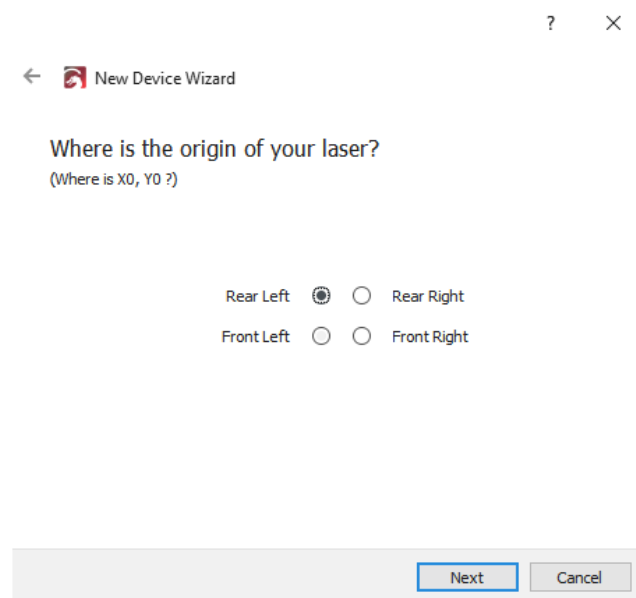 ?
New Device Wizard
Where is the origin of your laser?
(Where is X0, Y0 ?)
Rear Left Rear Right
Front Left Front Right
Next Cancel